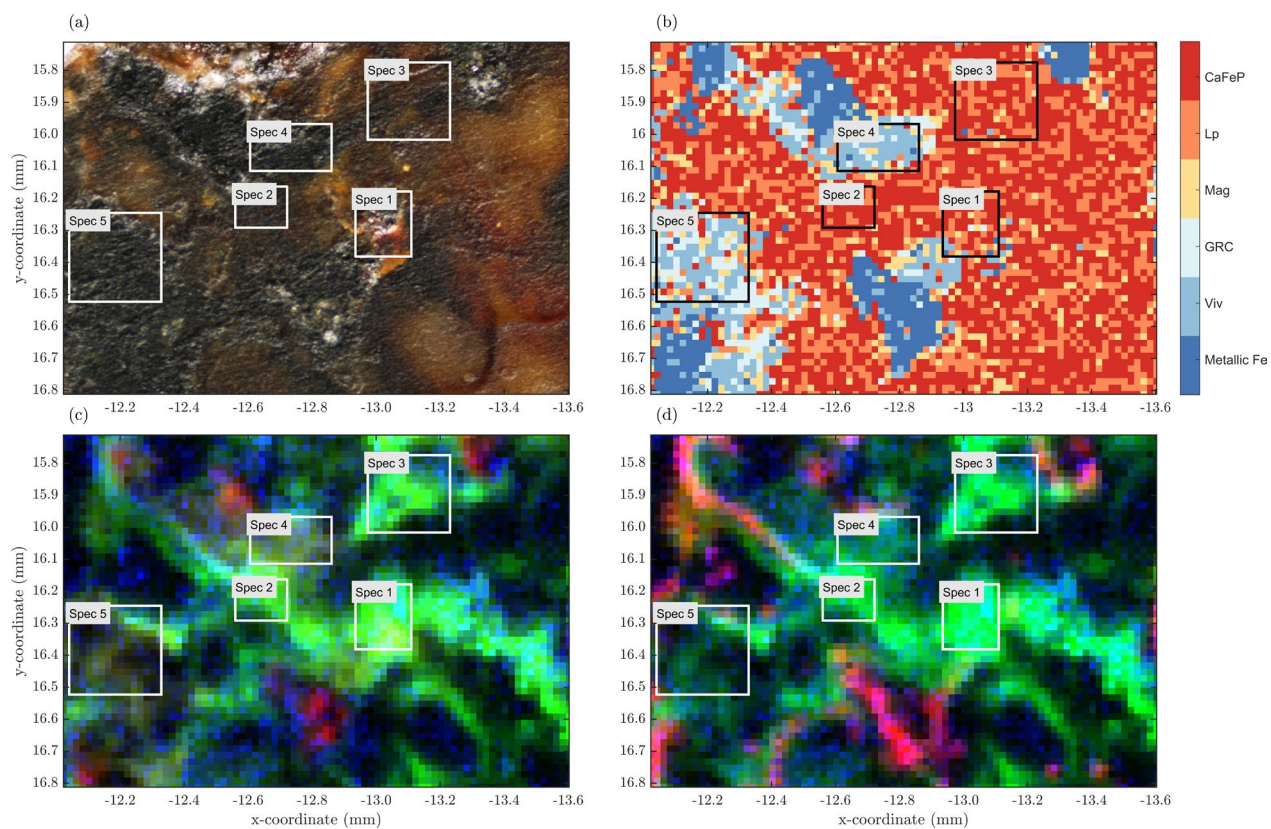 (a)
(b)
Spec 3
Spec 4
Spec 2
Spec 1
Spec 5
15.8
15.9
16
16.1
16.2
16.3
16.4
16.5
16.6
16.7
16.8
y-coordinate (mm)
-12.2
-12.4
-12.6
-12.8
-13
-13.2
-13.4
-13.6
Spec 3
Spec 4
Spec 2
Spec 1
Spec 5
15.8
15.9
16
16.1
16.2
16.3
16.4
16.5
16.6
16.7
16.8
-12.2
-12.4
-12.6
-12.8
-13
-13.2
-13.4
-13.6
CaFeP
Lp
Mag
GRC
Viv
Metallic Fe
(c)
(d)
Spec 3
Spec 4
Spec 2
Spec 1
Spec 5
15.8
15.9
16.0
16.1
16.2
16.3
16.4
16.5
16.6
16.7
16.8
y-coordinate (mm)
-12.2
-12.4
-12.6
-12.8
-13.0
-13.2
-13.4
-13.6
x-coordinate (mm)
Spec 3
Spec 4
Spec 2
Spec 1
Spec 5
15.8
15.9
16.0
16.1
16.2
16.3
16.4
16.5
16.6
16.7
16.8
-12.2
-12.4
-12.6
-12.8
-13.0
-13.2
-13.4
-13.6
x-coordinate (mm)